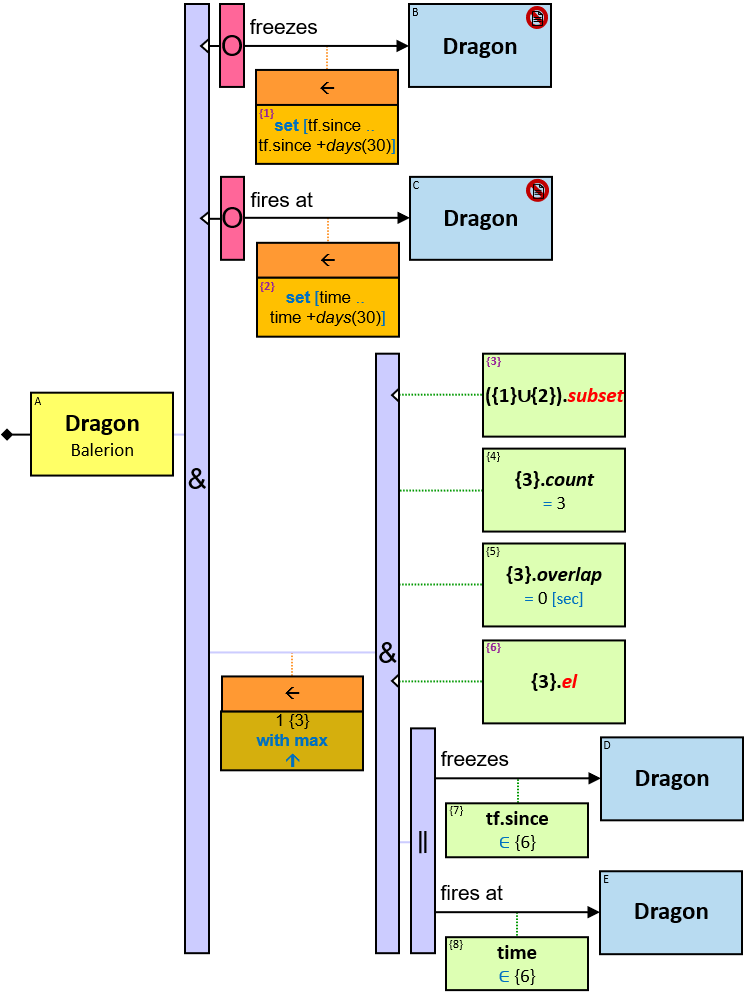 freezes
O
B
Dragon
←
{1}
set [tf.since ..
tf.since +days(30)]
fires at
O
C
Dragon
←
{2}
set [time ..
time +days(30)]
A
Dragon
Balerion
&
{3}
({1}∪{2}).subset
{4}
{3}.count
= 3
{5}
{3}.overlap
= 0 [sec]
&
{6}
{3}.el
←
1 {3}
with max
↑
||
freezes
D
Dragon
{7}
tf.since
∈ {6}
fires at
E
Dragon
{8}
time
∈ {6}